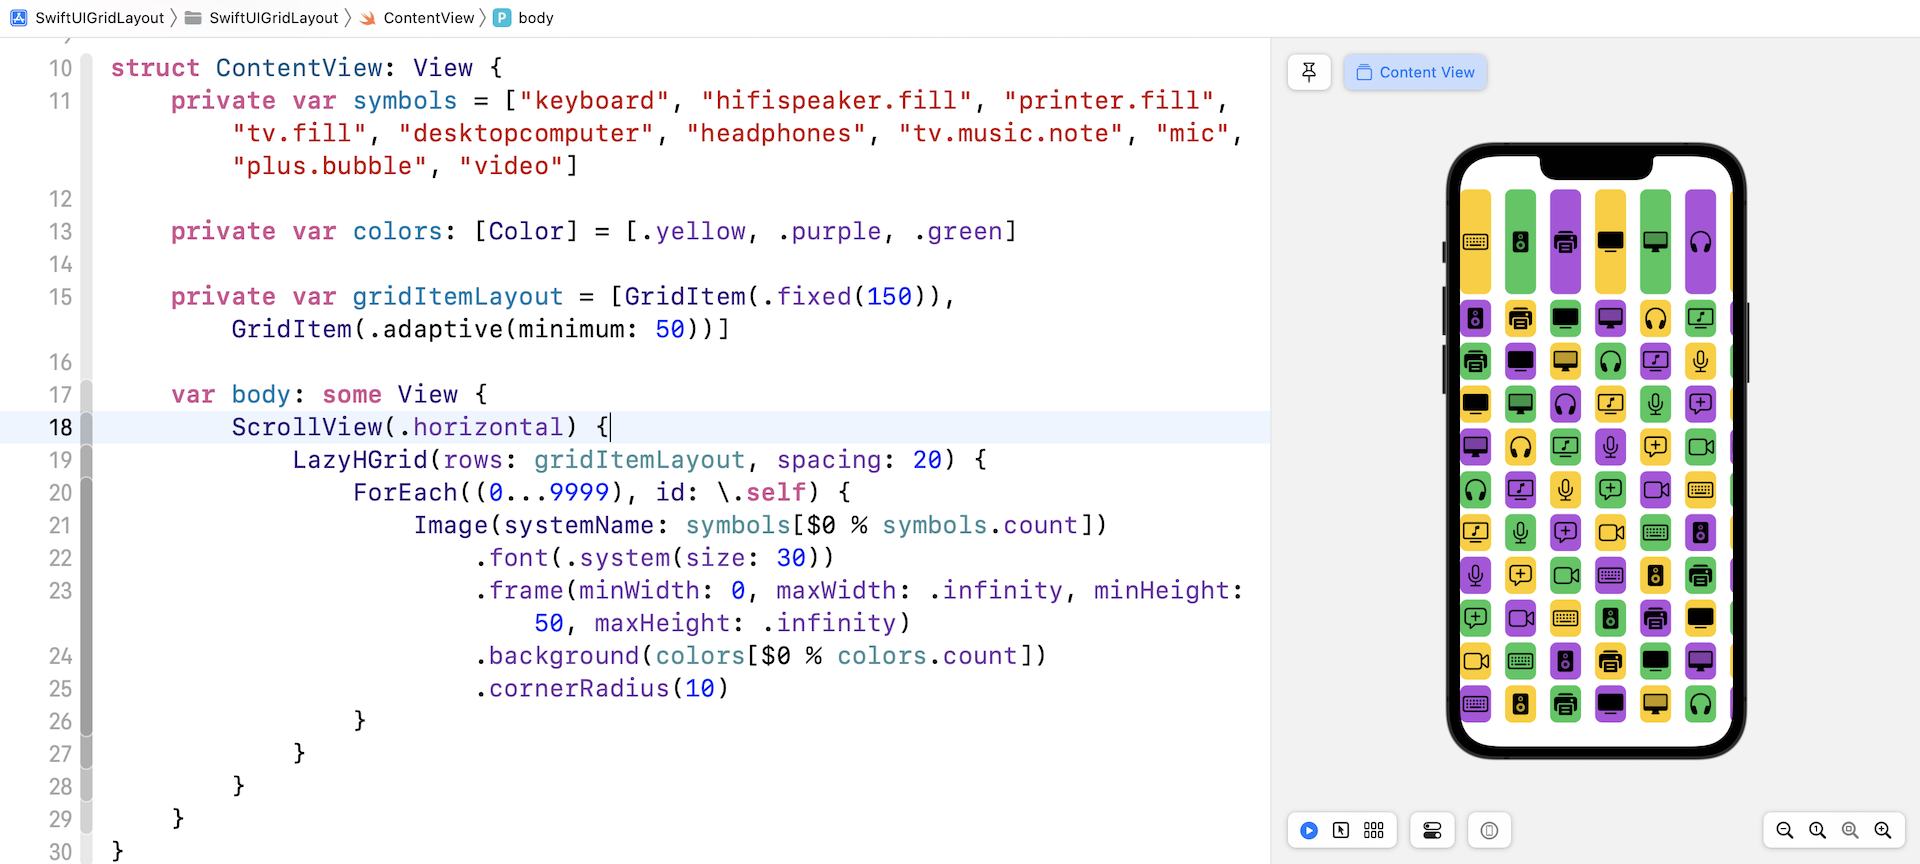 SwiftUIGridLayout SwiftUIGridLayout ContentView P body
10 struct ContentView: View {
11 private var symbols = ["keyboard", "hifispeaker.fill", "printer.fill",
"tv.fill", "desktopcomputer", "headphones", "tv.music.note", "mic",
"plus.bubble", "video"]
12
13 private var colors: [Color] = [.yellow, .purple, .green]
14
15 private var gridItemLayout = [GridItem(.fixed(150)),
GridItem(.adaptive(minimum: 50))]
16
17 var body: some View {
18 ScrollView(.horizontal) {
19 LazyHGrid(rows: gridItemLayout, spacing: 20) {
20 ForEach((0...9999), id: \.self) {
21 Image(systemName: symbols[$0 % symbols.count])
22 .font(.system(size: 30))
23 .frame(minWidth: 0, maxWidth: .infinity, minHeight:
50, maxHeight: .infinity)
24 .background(colors[$0 % colors.count])
25 .cornerRadius(10)
26 }
27 }
28 }
29 }
30 }
Content View